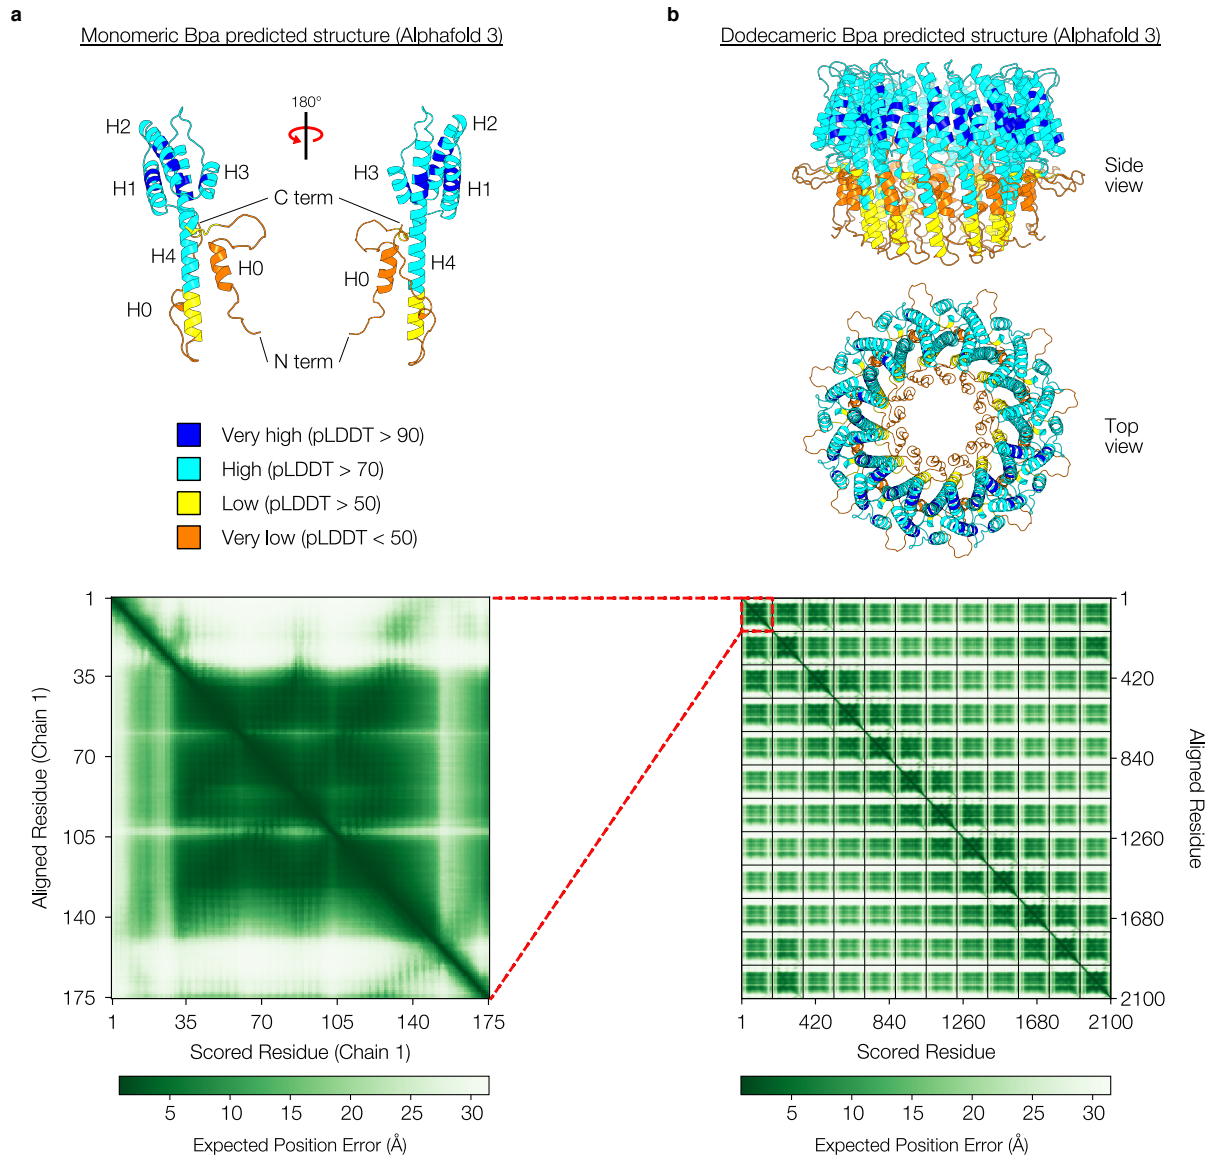 a
Monomeric Bpa predicted structure (Alphafold 3)
180°
H2
H2
H3
H3
H1
H1
C term
H4
H0
H0
H4
H0
N term
Very high (pLDDT > 90)
High (pLDDT > 70)
Low (pLDDT > 50)
Very low (pLDDT < 50)
b
Dodecameric Bpa predicted structure (Alphafold 3)
Side
view
Top
view
1
35
70
105
140
175
Aligned Residue (Chain 1)
1
35
70
105
140
175
Scored Residue (Chain 1)
5
10
15
20
25
30
Expected Position Error (Å)
1
420
840
1260
1680
2100
Aligned Residue
1
420
840
1260
1680
2100
Scored Residue
5
10
15
20
25
30
Expected Position Error (Å)